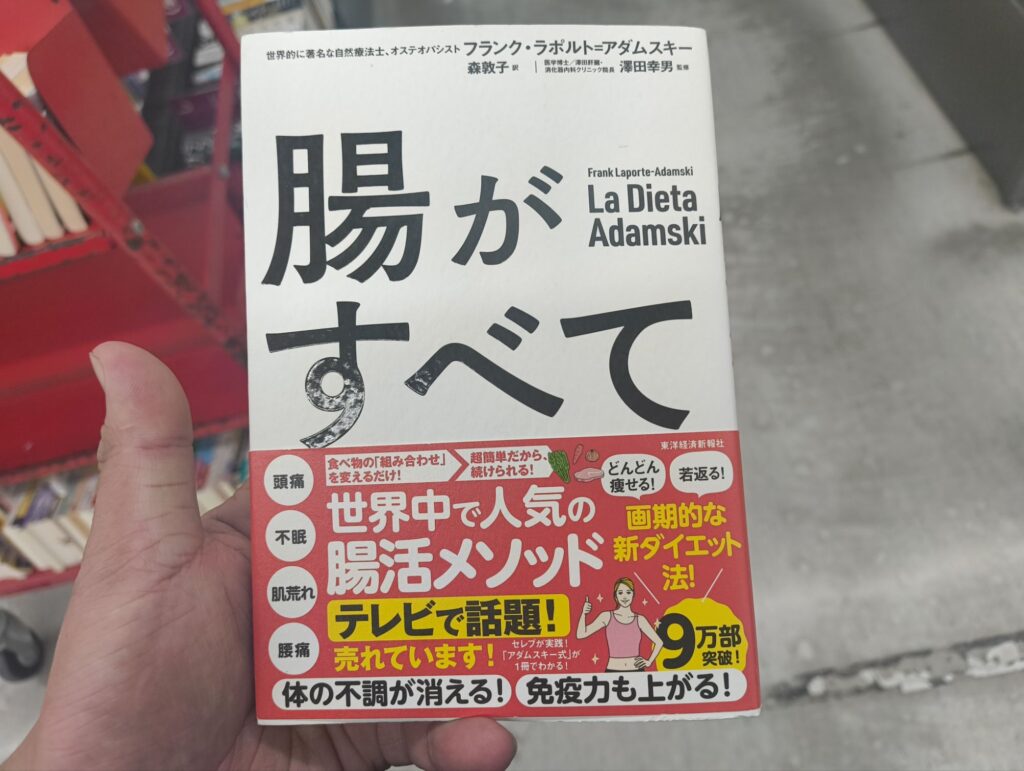 世界的に著名な自然療法士、オステオパシスト フランク・ラポルト=アダムスキー
森敦子 訳
医学博士/澤田肝臓・
消化器内科クリニック院長
澤田幸男 監修
腸が
すべて
Frank Laporte-Adamski
La Dieta
Adamski
東洋経済新報社
頭痛
不眠
肌荒れ
腰痛
食べ物の「組み合わせ」
を変えるだけ!
超簡単だから、
続けられる!
どんどん
痩せる!
若返る!
世界中で人気の
腸活メソッド
画期的な
新ダイエット
法!
テレビで話題!
売れています!
セレブが実践!
「アダムスキー式」が
1冊でわかる!
9万部
突破!
体の不調が消える!
免疫力も上がる!